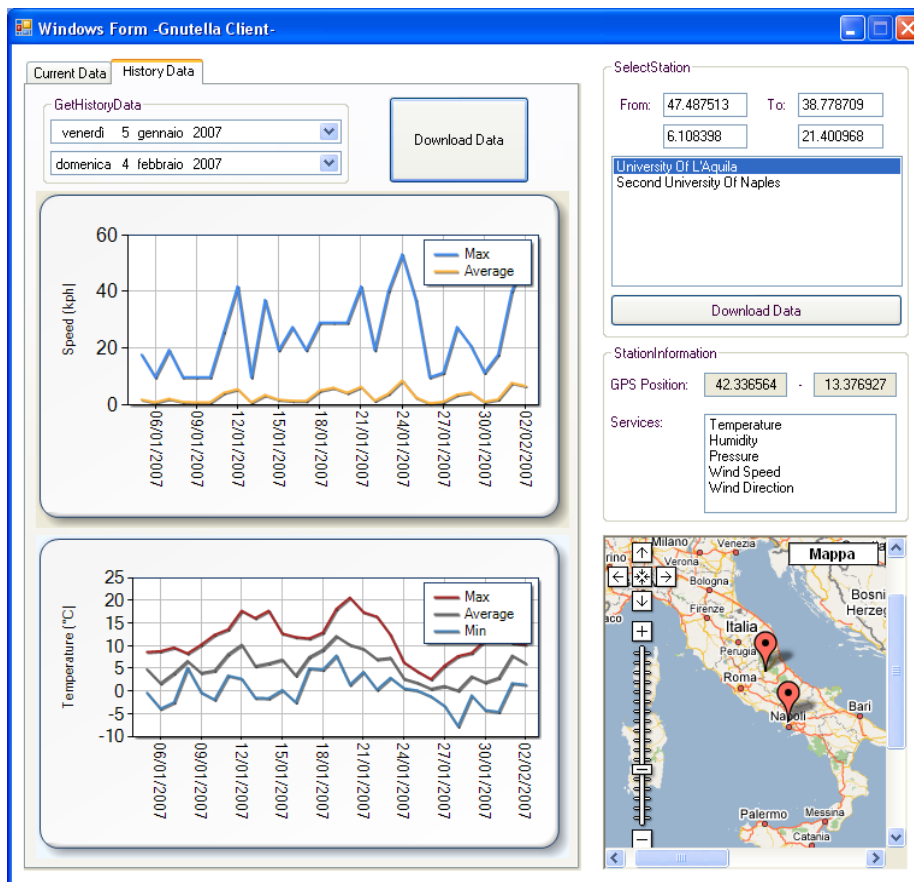 Windows Form -Gnutella Client-
Current Data
History Data
GetHistoryData
venerdì 5 gennaio 2007
domenica 4 febbraio 2007
Download Data
Speed (kph)
60
40
20
0
Max
Average
06/01/2007
09/01/2007
12/01/2007
15/01/2007
18/01/2007
21/01/2007
24/01/2007
27/01/2007
30/01/2007
02/02/2007
Temperature (°C)
25
20
15
10
5
0
-5
-10
Max
Average
Min
06/01/2007
09/01/2007
12/01/2007
15/01/2007
18/01/2007
21/01/2007
24/01/2007
27/01/2007
30/01/2007
02/02/2007
SelectStation
From: 47.487513 To: 38.778709
6.108398 21.400968
University Of L'Aquila
Second University Of Naples
Download Data
StationInformation
GPS Position: 42.336564 - 13.376927
Services:
Temperature
Humidity
Pressure
Wind Speed
Wind Direction
Mappa
Milano
Venezia
rino
Verona
Bologna
Firenze
aco
Italia
Perugia
Roma
Napoli
Bari
Bosni
Herzeg
Palermo
Messina
Catania